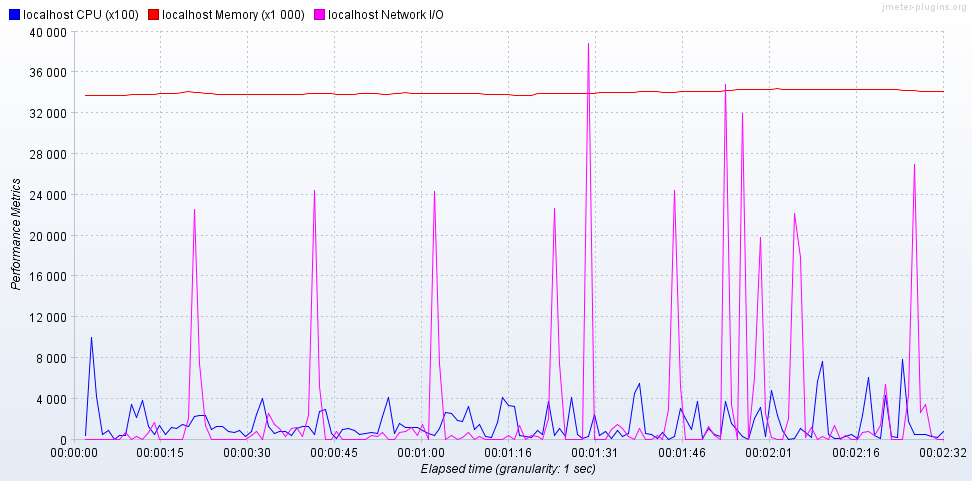 localhost CPU (x100) localhost Memory (x1 000) localhost Network I/O
jmeter-plugins.org
40 000
36 000
32 000
28 000
24 000
20 000
16 000
12 000
8 000
4 000
0
Performance Metrics
00:00:00 00:00:15 00:00:30 00:00:45 00:01:00 00:01:16 00:01:31 00:01:46 00:02:01 00:02:16 00:02:32
Elapsed time (granularity: 1 sec)